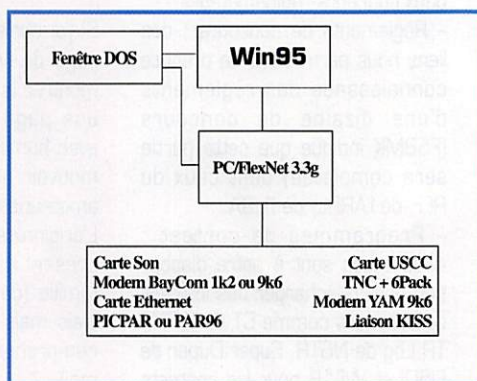 Fenêtre DOS
Win95
PC/FlexNet 3.3g
Carte Son
Modem BayCom 1k2 ou 9k6
Carte Ethernet
PICPAR ou PAR96
Carte USCC
TNC + 6Pack
Modem YAM 9k6
Liaison KISS